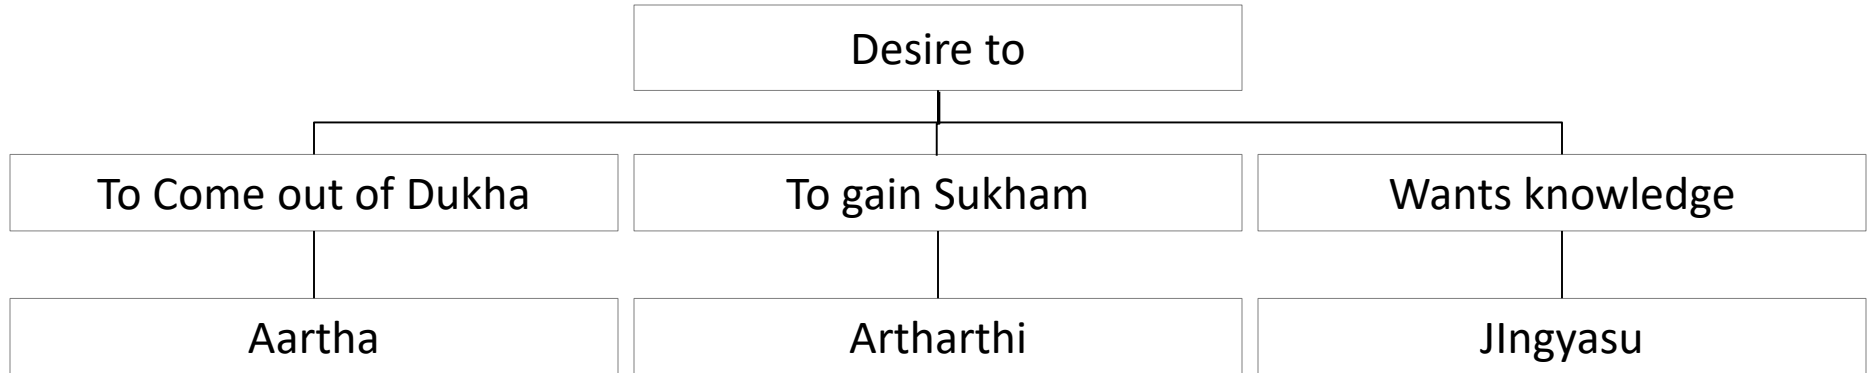 Desire to
To Come out of Dukha
To gain Sukham
Wants knowledge
Aartha
Artharthi
JIngyasu